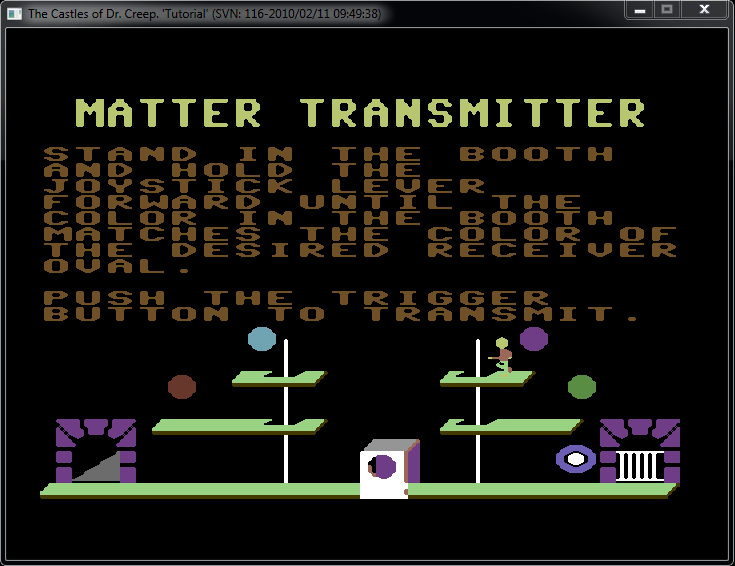 The Castles of Dr. Creep. 'Tutorial' (SVN: 116-2010/02/11 09:49:38)
MATTER TRANSMITTER
STAND IN THE BOOTH
AND HOLD THE
JOYSTICK LEVER
FORWARD UNTIL THE
COLOR IN THE BOOTH
MATCHES THE COLOR OF
THE DESIRED RECEIVER
OVAL.
PUSH THE TRIGGER
BUTTON TO TRANSMIT.